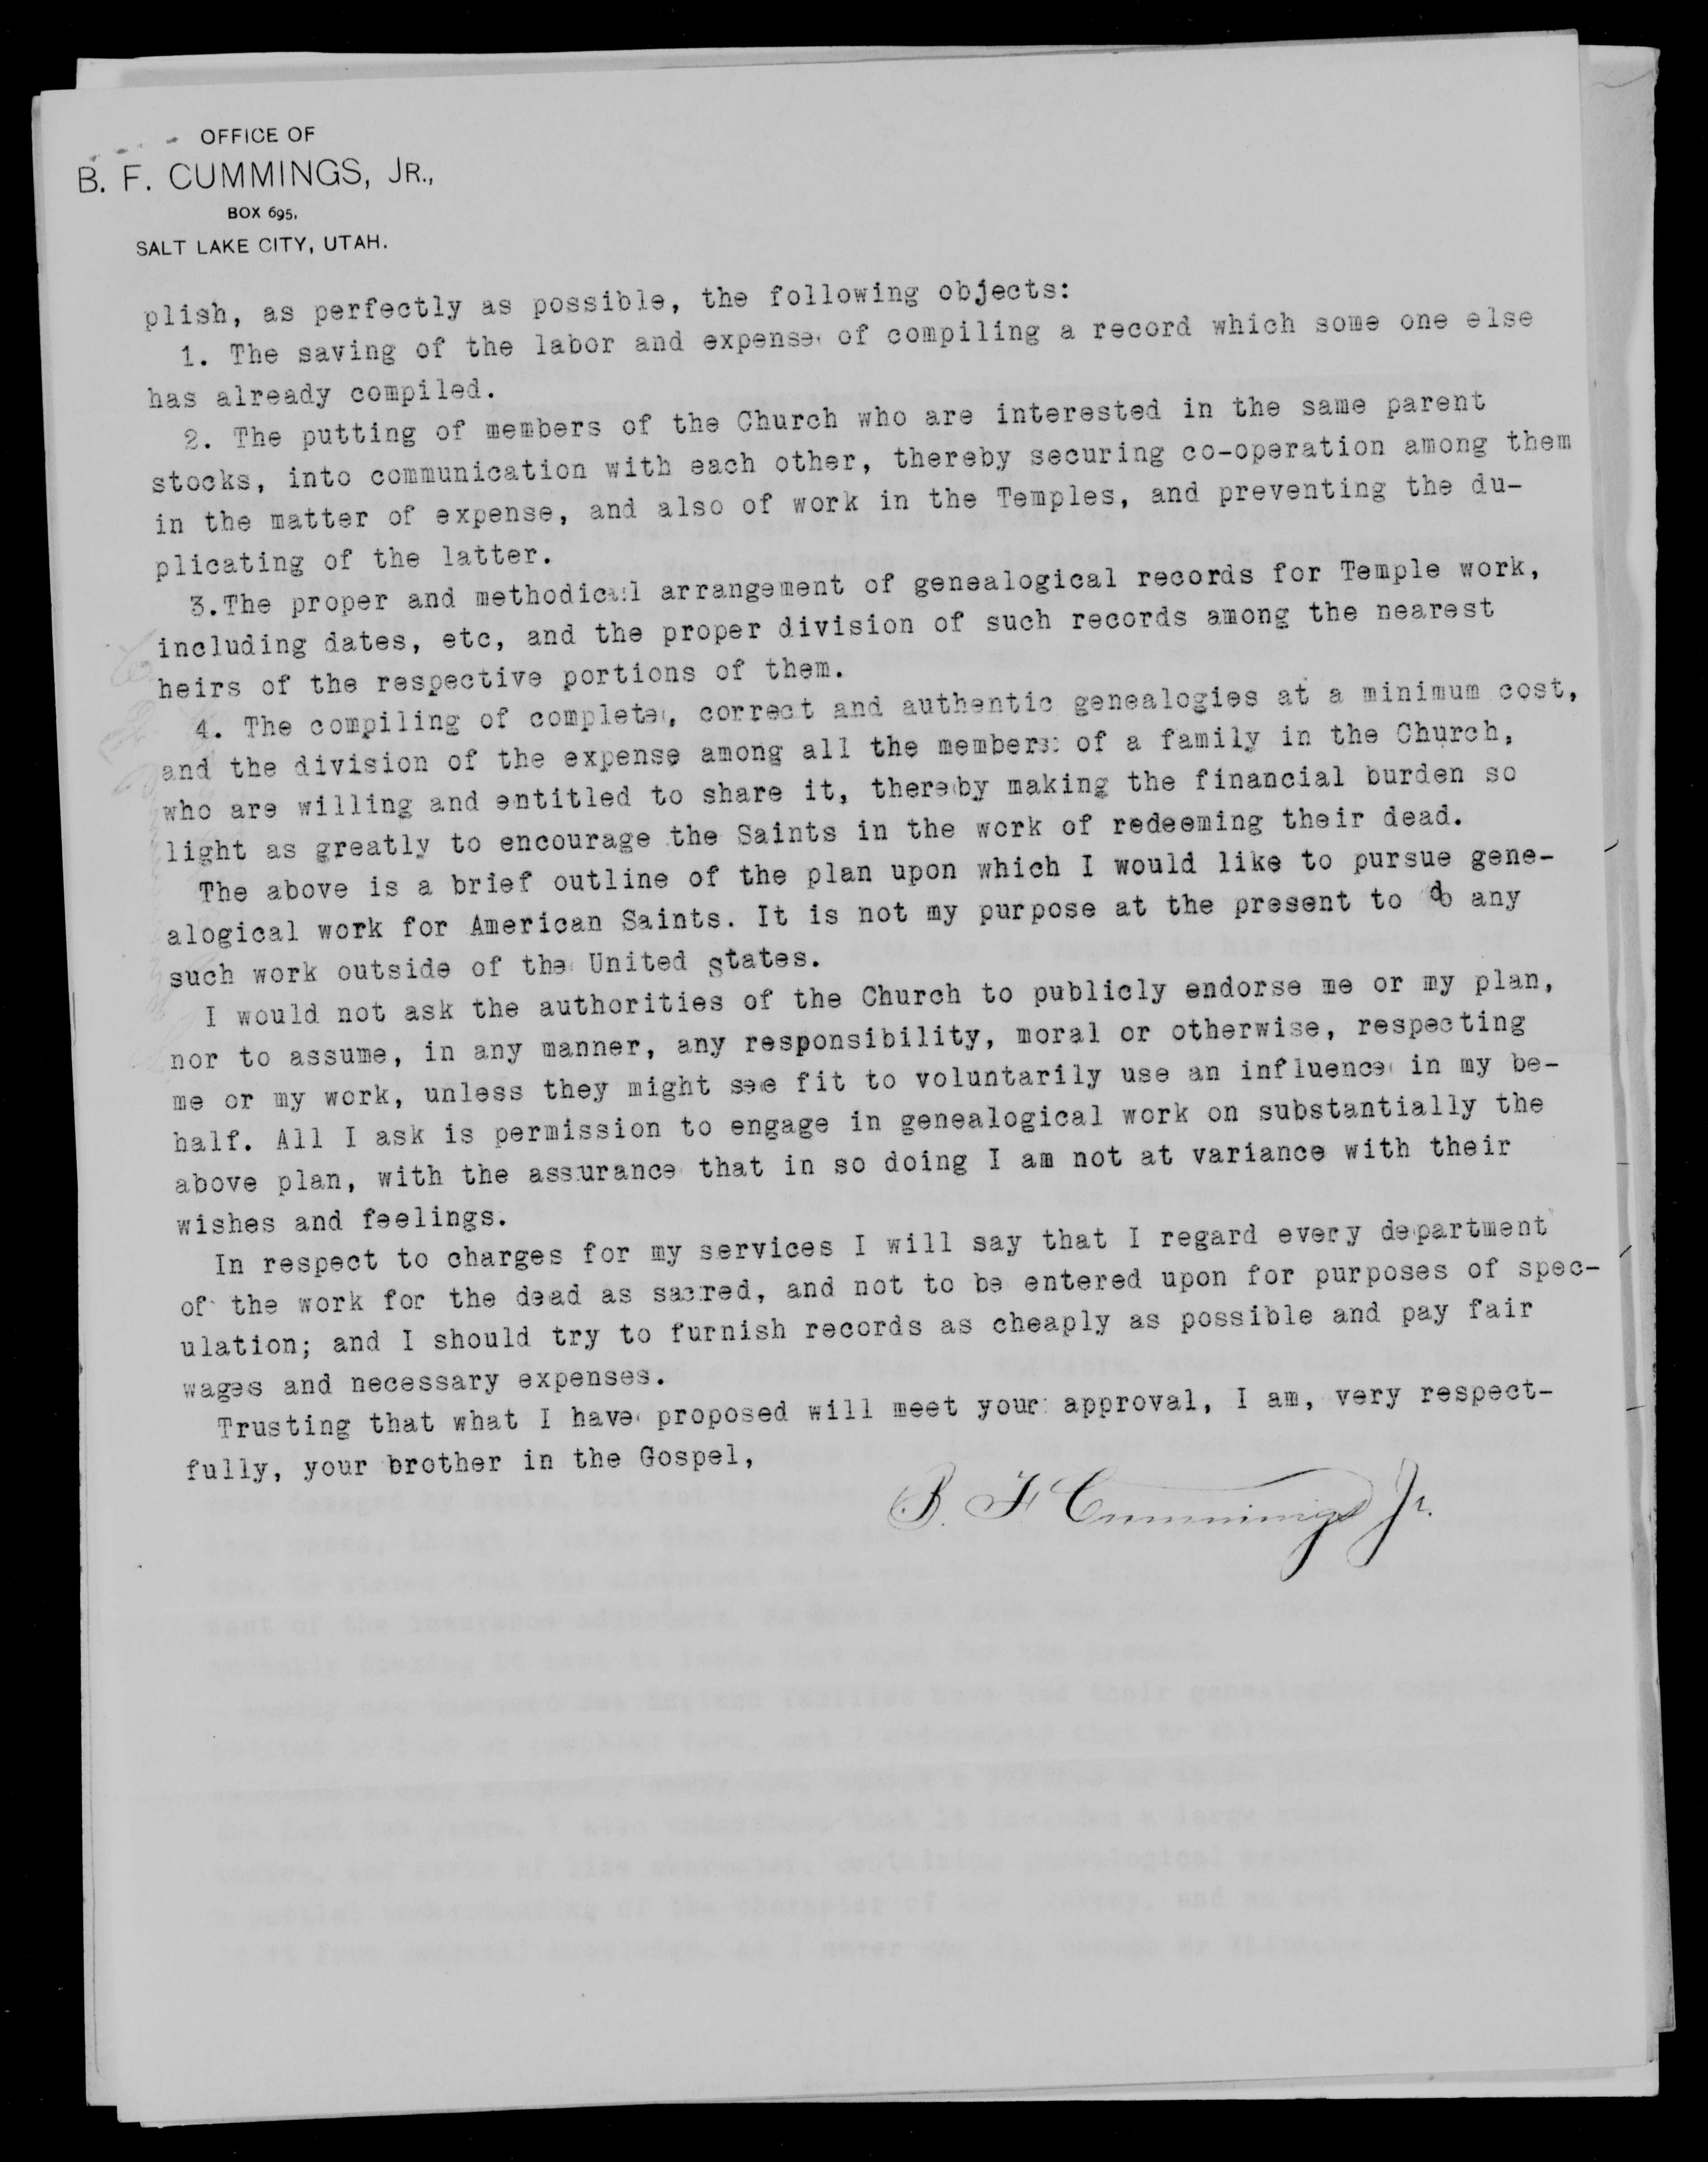 OFFICE OF
B. F. CUMMINGS, JR.,
BOX 695,
SALT LAKE CITY, UTAH.
plish, as perfectly as possible, the following objects:
1. The saving of the labor and expense of compiling a record which some one else
has already compiled.
2. The putting of members of the Church who are interested in the same parent
stocks, into communication with each other, thereby securing co-operation among them
in the matter of expense, and also of work in the Temples, and preventing the du-
plicating of the latter.
3.The proper and methodical arrangement of genealogical records for Temple work,
including dates, etc, and the proper division of such records among the nearest
heirs of the respective portions of them.
4. The compiling of complete, correct and authentic genealogies at a minimum cost,
and the division of the expense among all the members of a family in the Church,
who are willing and entitled to share it, thereby making the financial burden so
light as greatly to encourage the Saints in the work of redeeming their dead.
The above is a brief outline of the plan upon which I would like to pursue gene-
alogical work for American Saints. It is not my purpose at the present to do any
such work outside of the United States.
I would not ask the authorities of the Church to publicly endorse me or my plan,
nor to assume, in any manner, any responsibility, moral or otherwise, respecting
me or my work, unless they might see fit to voluntarily use an influence in my be-
half. All I ask is permission to engage in genealogical work on substantially the
above plan, with the assurance that in so doing I am not at variance with their
wishes and feelings.
In respect to charges for my services I will say that I regard every department
of the work for the dead as sacred, and not to be entered upon for purposes of spec-
ulation; and I should try to furnish records as cheaply as possible and pay fair
wages and necessary expenses.
Trusting that what I have proposed will meet your approval, I am, very respect-
fully, your brother in the Gospel,
B. F Cummings Jr.